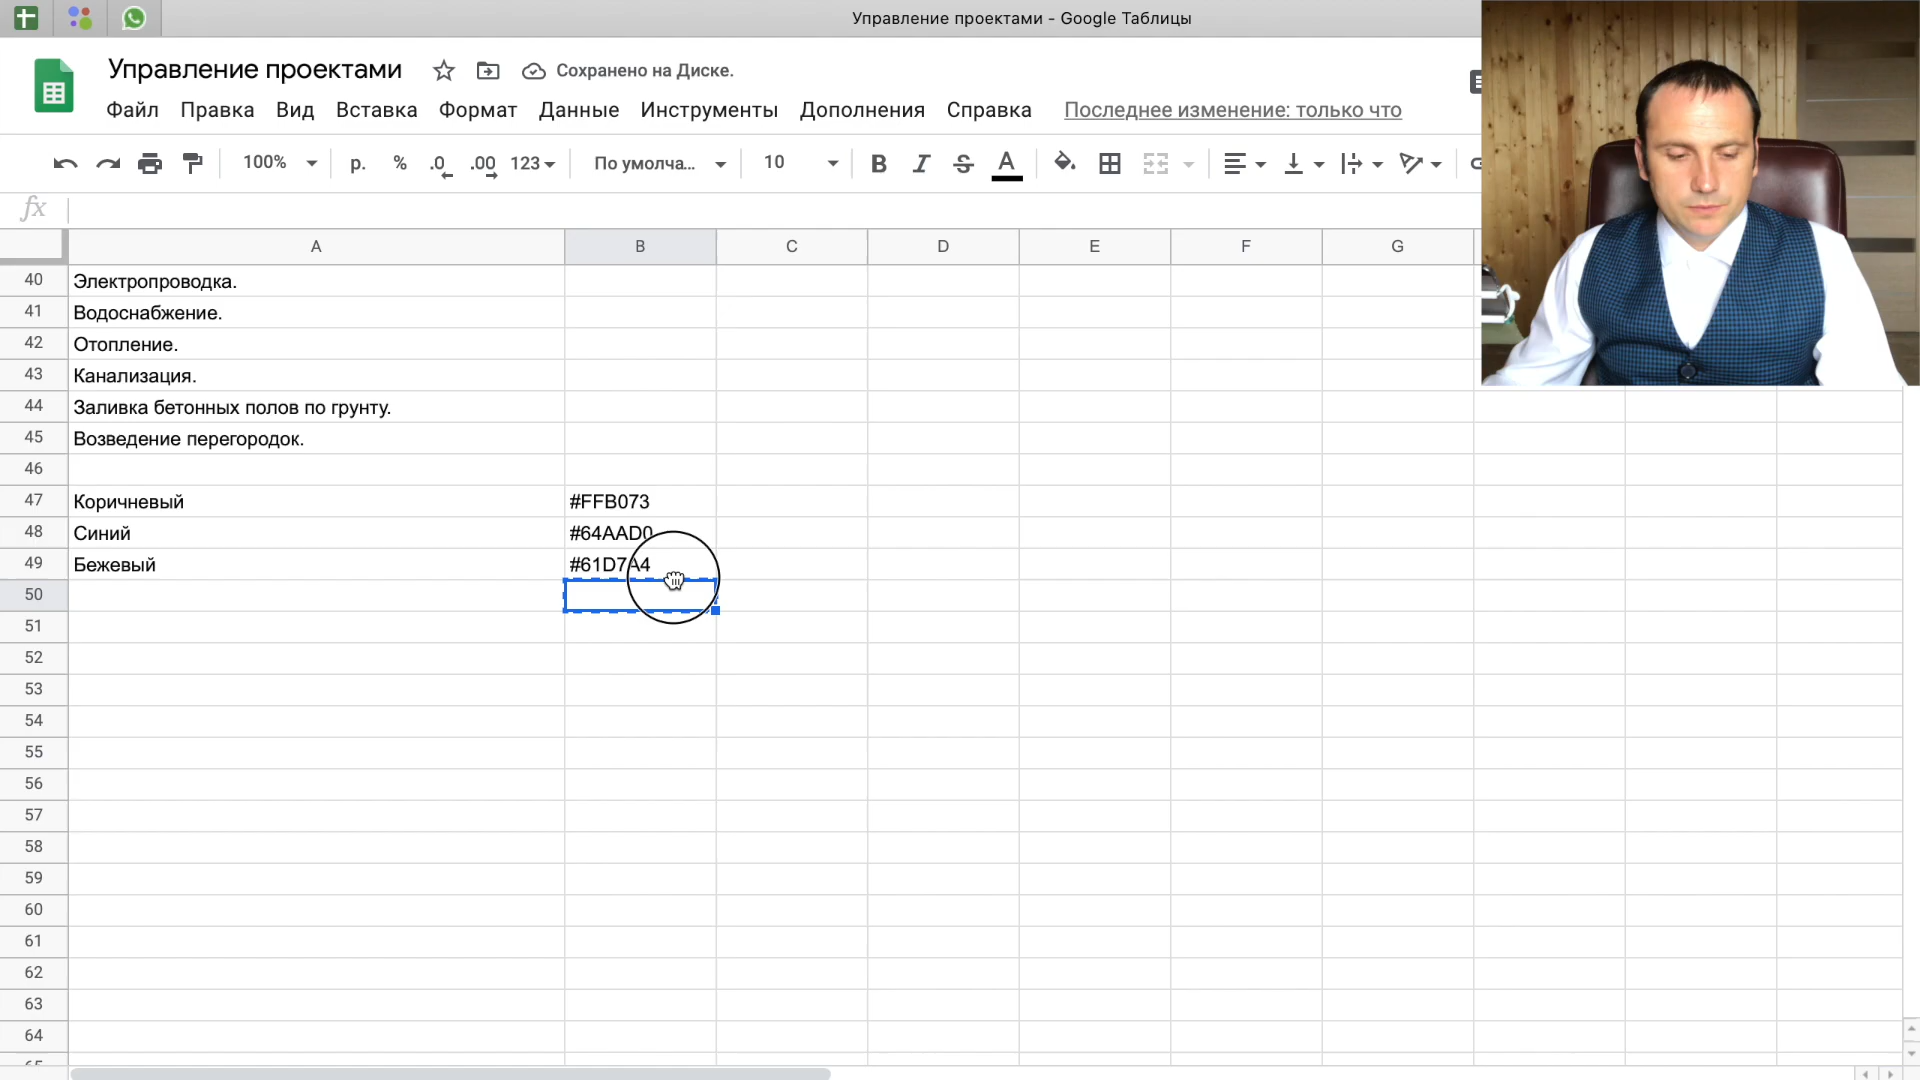 Управление проектами - Google Таблицы
Управление проектами Сохранено на Диске.
Файл Правка Вид Вставка Формат Данные Инструменты Дополнения Справка Последнее изменение: только что
100% р. % .0 .00 123 По умолча... 10 B I S A
fx
A B C D E F G
40 Электропроводка.
41 Водоснабжение.
42 Отопление.
43 Канализация.
44 Заливка бетонных полов по грунту.
45 Возведение перегородок.
46
47 Коричневый #FFB073
48 Синий #64AAD0
49 Бежевый #61D7A4
50
51
52
53
54
55
56
57
58
59
60
61
62
63
64